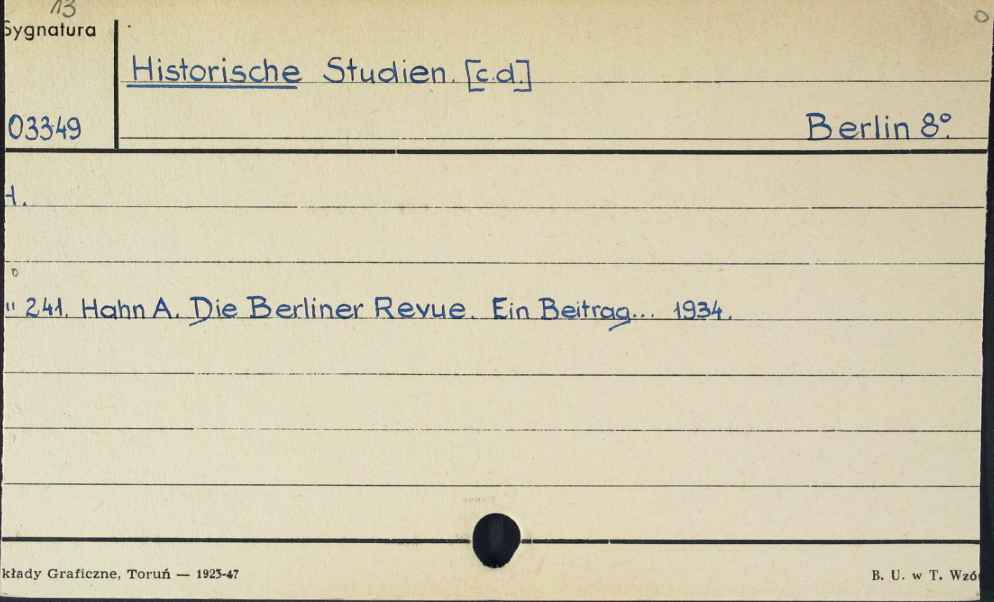 13
Sygnatura
Historische Studien. [c.d.]
03349
Berlin 8°.
H.
" 241. Hahn A. Die Berliner Revue. Ein Beitrag... 1934.
kłady Graficzne, Toruń — 1923-47
B. U. w T. Wzó